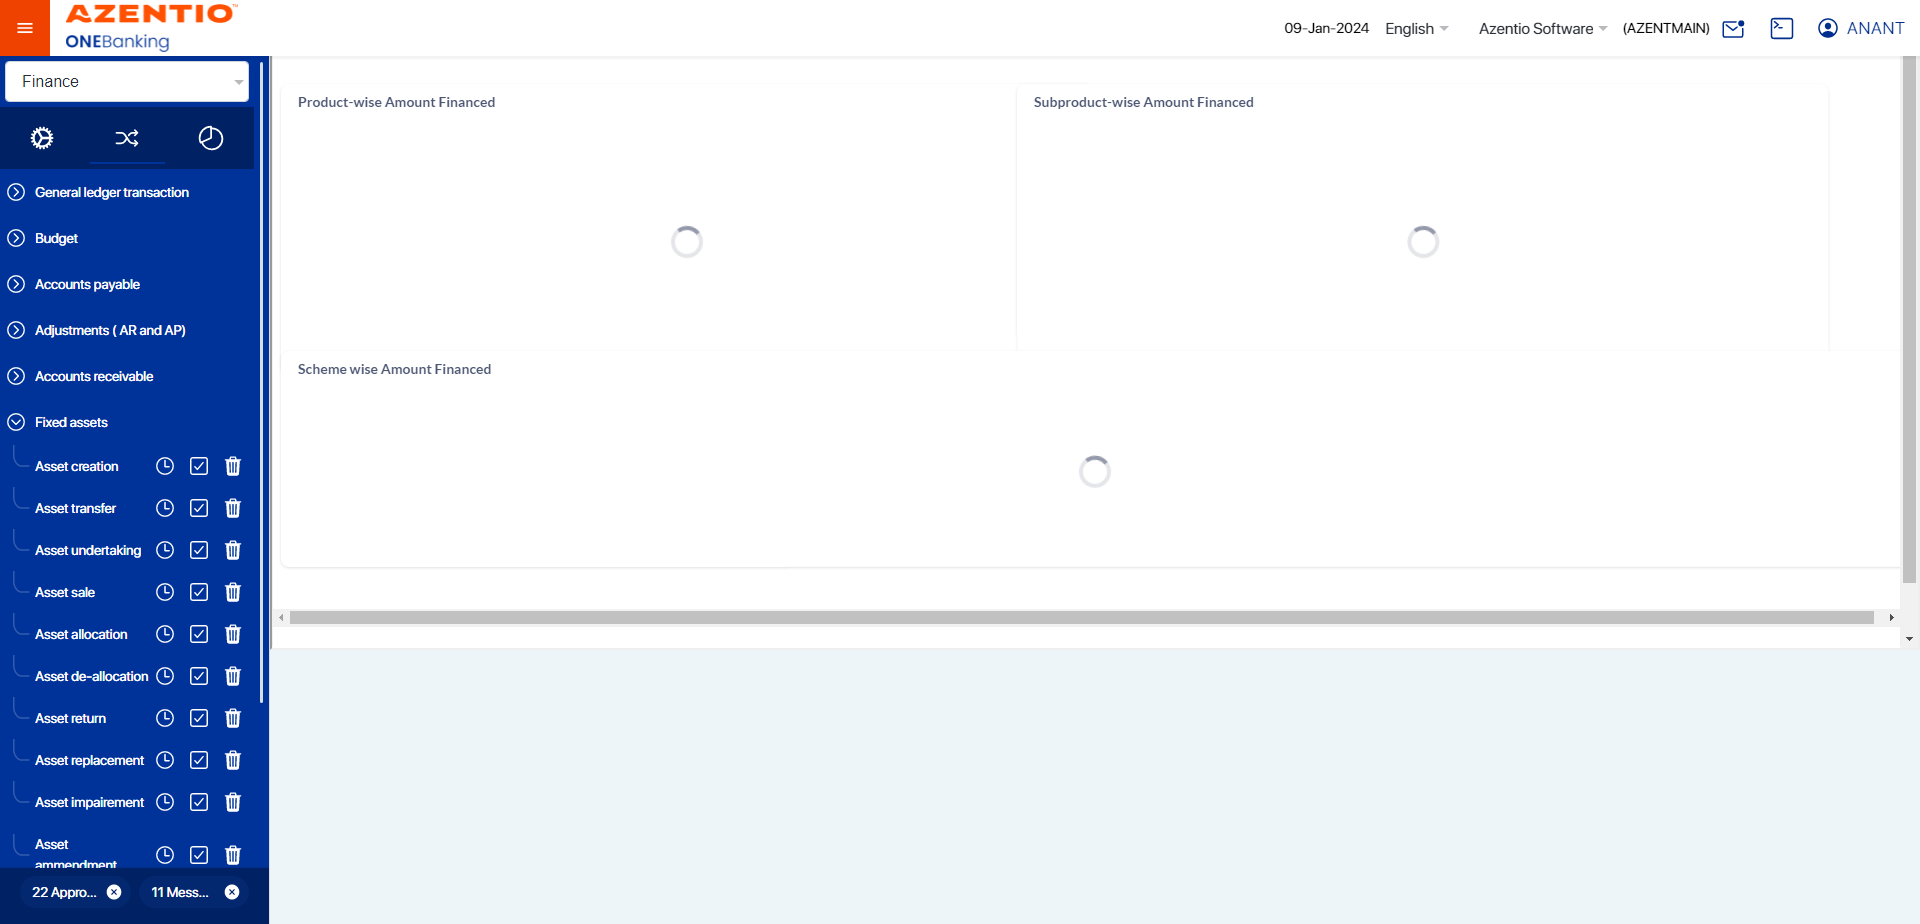 AZENTIO™
ONEBanking
09-Jan-2024 English Azentio Software (AZENTMAIN) ANANT
Finance
General ledger transaction
Budget
Accounts payable
Adjustments ( AR and AP)
Accounts receivable
Fixed assets
Asset creation
Asset transfer
Asset undertaking
Asset sale
Asset allocation
Asset de-allocation
Asset return
Asset replacement
Asset impairement
Asset
ammendment
22 Appro... 11 Mess...
Product-wise Amount Financed
Subproduct-wise Amount Financed
Scheme wise Amount Financed